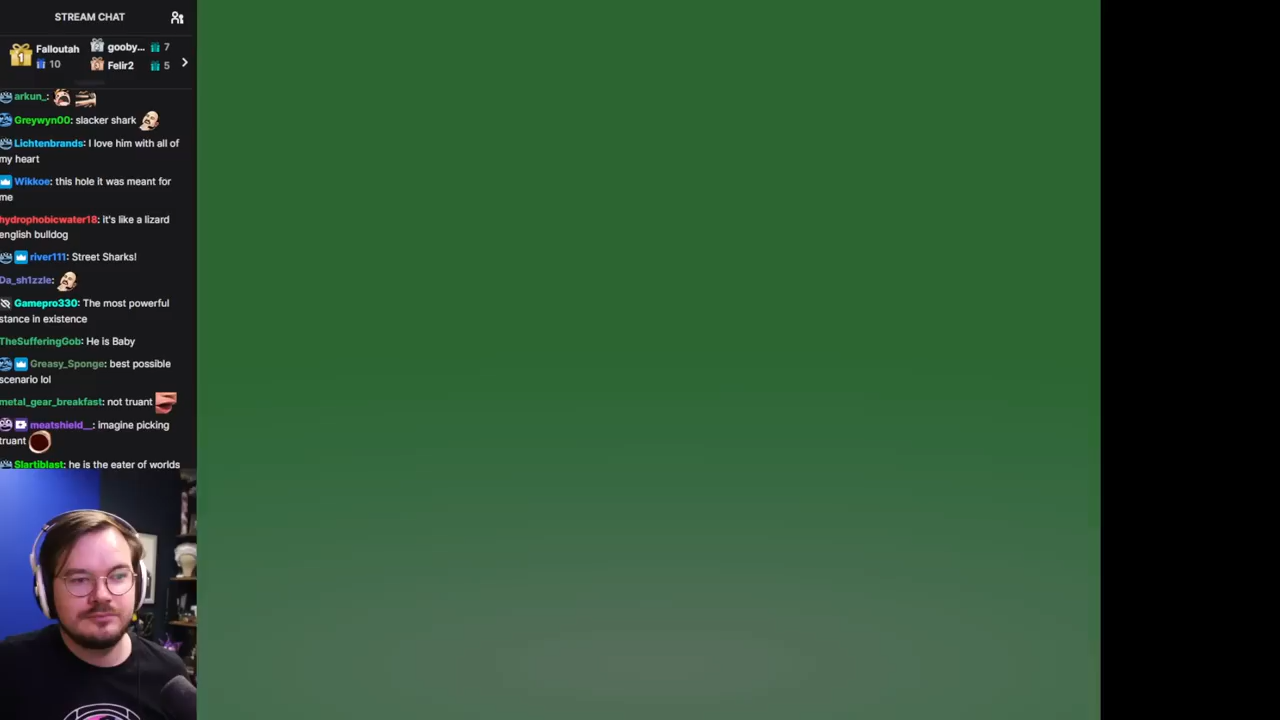 STREAM CHAT
Falloutah
10
gooby... 7
Felir2 5
1
arkun_:
Greywyn00: slacker shark
Lichtenbrands: I love him with all of
my heart
Wikkoe: this hole it was meant for
me
hydrophobicwater18: it's like a lizard
english bulldog
river111: Street Sharks!
Da_sh1zzle:
Gamepro330: The most powerful
stance in existence
TheSufferingGob: He is Baby
Greasy_Sponge: best possible
scenario lol
metal_gear_breakfast: not truant
meatshield__: imagine picking
truant
Slartiblast: he is the eater of worlds